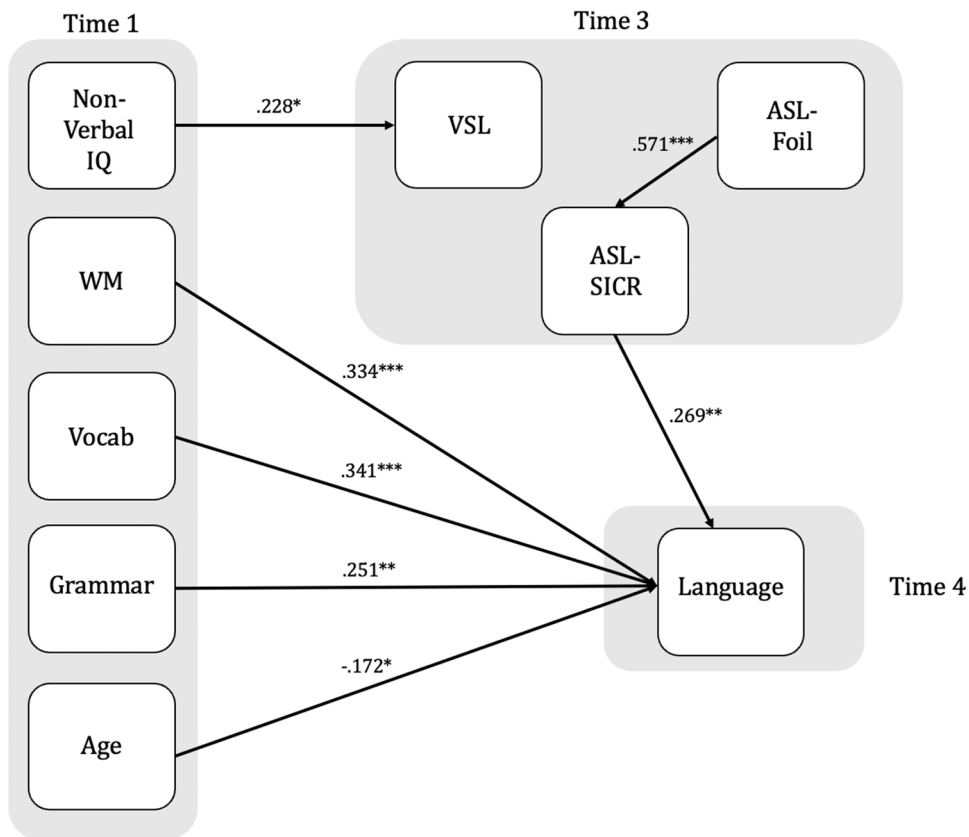 Time 1
Time 3
Non-
Verbal
IQ
.228*
VSL
ASL-
Foil
.571***
WM
ASL-
SICR
.334***
Vocab
.341***
.269**
Grammar
.251**
Language
Time 4
-.172*
Age